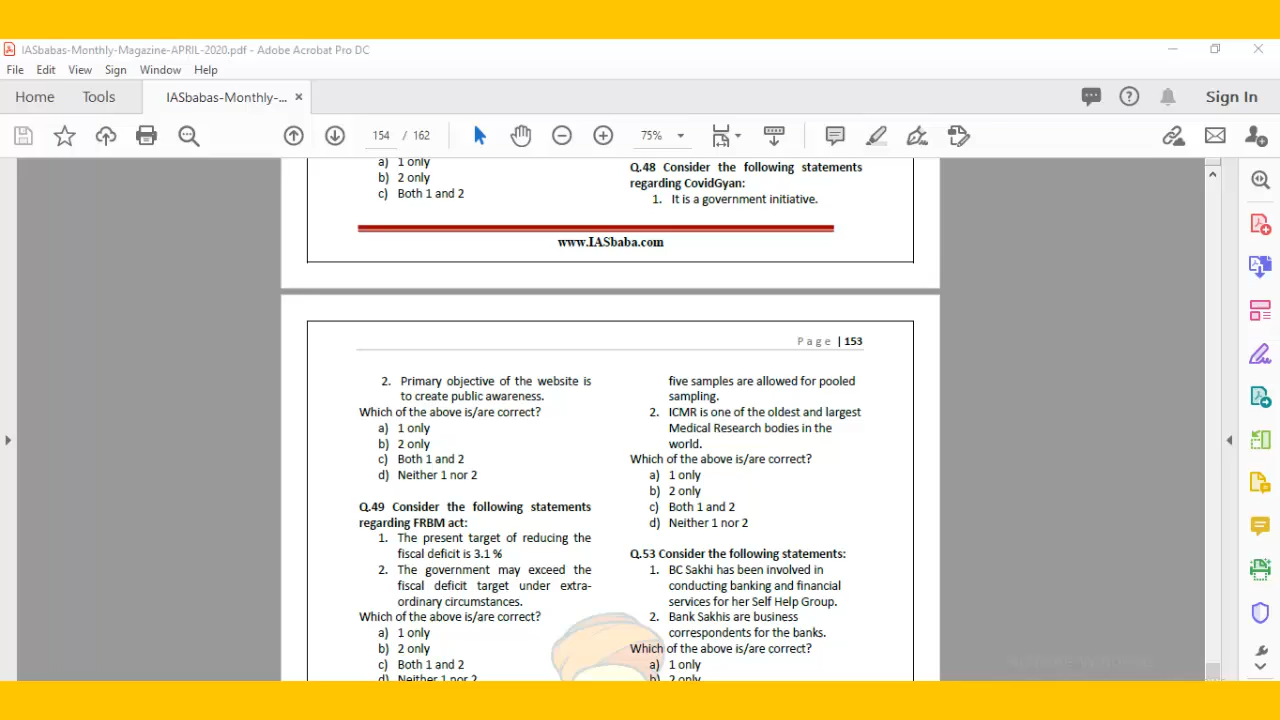 IASbabas-Monthly-Magazine-APRIL-2020.pdf - Adobe Acrobat Pro DC
File Edit View Sign Window Help
Home Tools IASbabas-Monthly-... × Sign In
154 / 162 75%
a) 1 only
b) 2 only
c) Both 1 and 2
Q.48 Consider the following statements
regarding CovidGyan:
1. It is a government initiative.
www.IASbaba.com
Page | 153
2. Primary objective of the website is
to create public awareness.
Which of the above is/are correct?
a) 1 only
b) 2 only
c) Both 1 and 2
d) Neither 1 nor 2
Q.49 Consider the following statements
regarding FRBM act:
1. The present target of reducing the
fiscal deficit is 3.1 %
2. The government may exceed the
fiscal deficit target under extra-
ordinary circumstances.
Which of the above is/are correct?
a) 1 only
b) 2 only
c) Both 1 and 2
d) Neither 1 nor 2
five samples are allowed for pooled
sampling.
2. ICMR is one of the oldest and largest
Medical Research bodies in the
world.
Which of the above is/are correct?
a) 1 only
b) 2 only
c) Both 1 and 2
d) Neither 1 nor 2
Q.53 Consider the following statements:
1. BC Sakhi has been involved in
conducting banking and financial
services for her Self Help Group.
2. Bank Sakhis are business
correspondents for the banks.
Which of the above is/are correct?
a) 1 only
b) 2 only